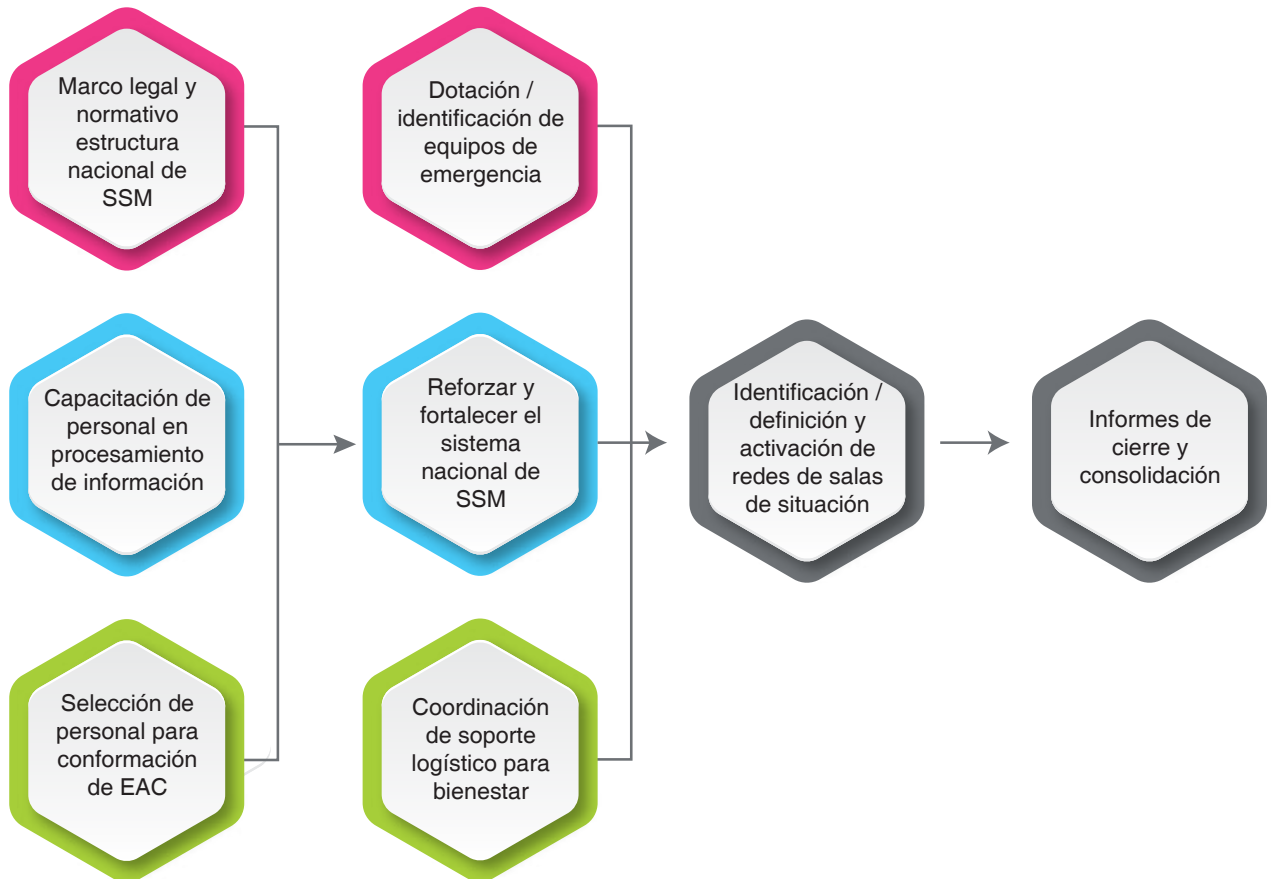 Marco legal y
normativo
estructura
nacional de
SSM
Dotación /
identificación de
equipos de
emergencia
Capacitación de
personal en
procesamiento
de información
Reforzar y
fortalecer el
sistema
nacional de
SSM
Identificación /
definición y
activación de
redes de salas
de situación
Informes de
cierre y
consolidación
Selección de
personal para
conformación
de EAC
Coordinación
de soporte
logístico para
bienestar